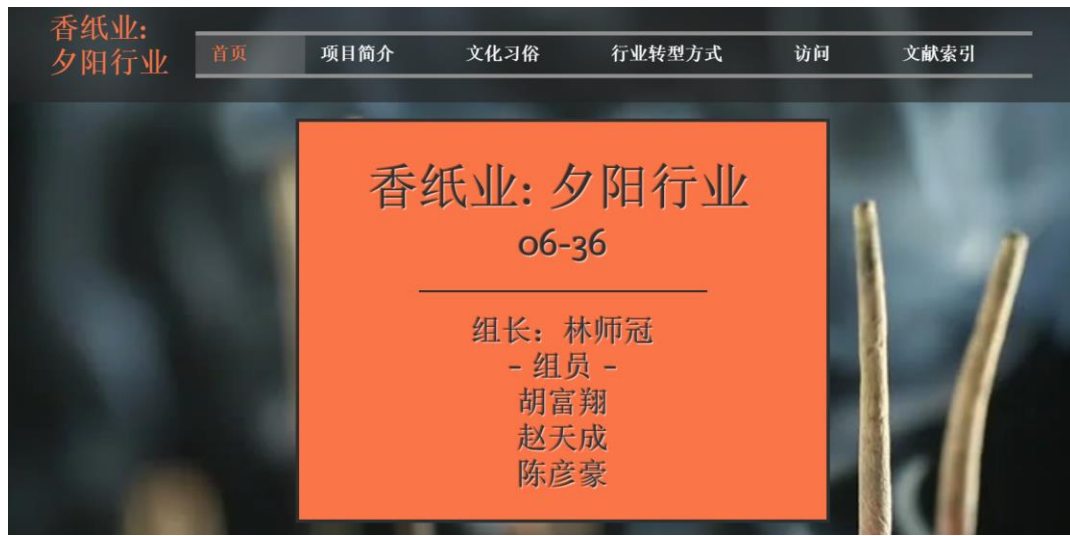 香纸业:
夕阳行业
首页 项目简介 文化习俗 行业转型方式 访问 文献索引
香纸业: 夕阳行业
06-36
组长：林师冠
- 组员 -
胡富翔
赵天成
陈彦豪